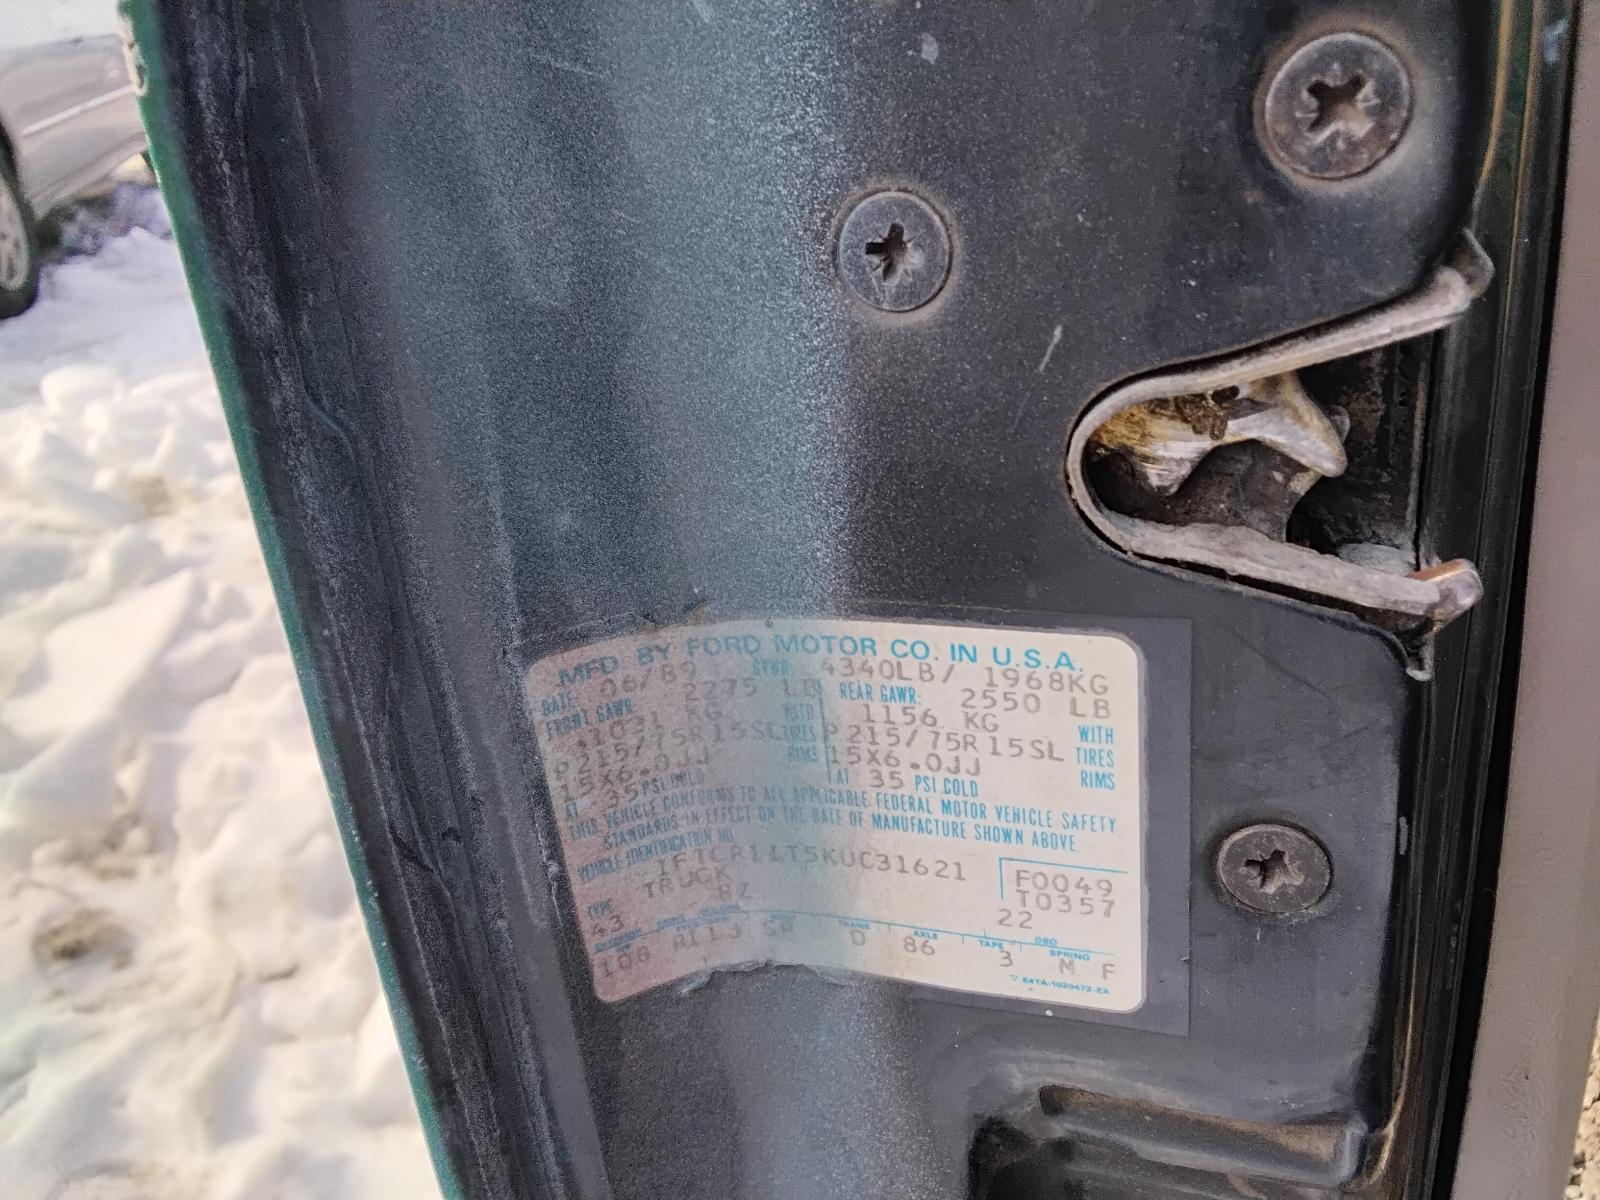 MFD BY FORD MOTOR CO. IN U.S.A.
DATE: 06/89 GVWR: 4340LB/ 1968KG
FRONT GAWR: 2275 LB REAR GAWR: 2550 LB
1031 KG WITH 1156 KG WITH
P215/75R15SL TIRES P215/75R15SL TIRES
15X6.0JJ RIMS 15X6.0JJ RIMS
AT 35 PSI COLD AT 35 PSI COLD
THIS VEHICLE CONFORMS TO ALL APPLICABLE FEDERAL MOTOR VEHICLE SAFETY
STANDARDS IN EFFECT ON THE DATE OF MANUFACTURE SHOWN ABOVE.
VEHICLE IDENTIFICATION NO.
1FTCR11T5KUC31621 F0049
TYPE TRUCK T0357
43 BZ 22
TRANS AXLE TAPE DSO SPRING
108 R11J D 86 3 M F
E4TA-1020472-EA